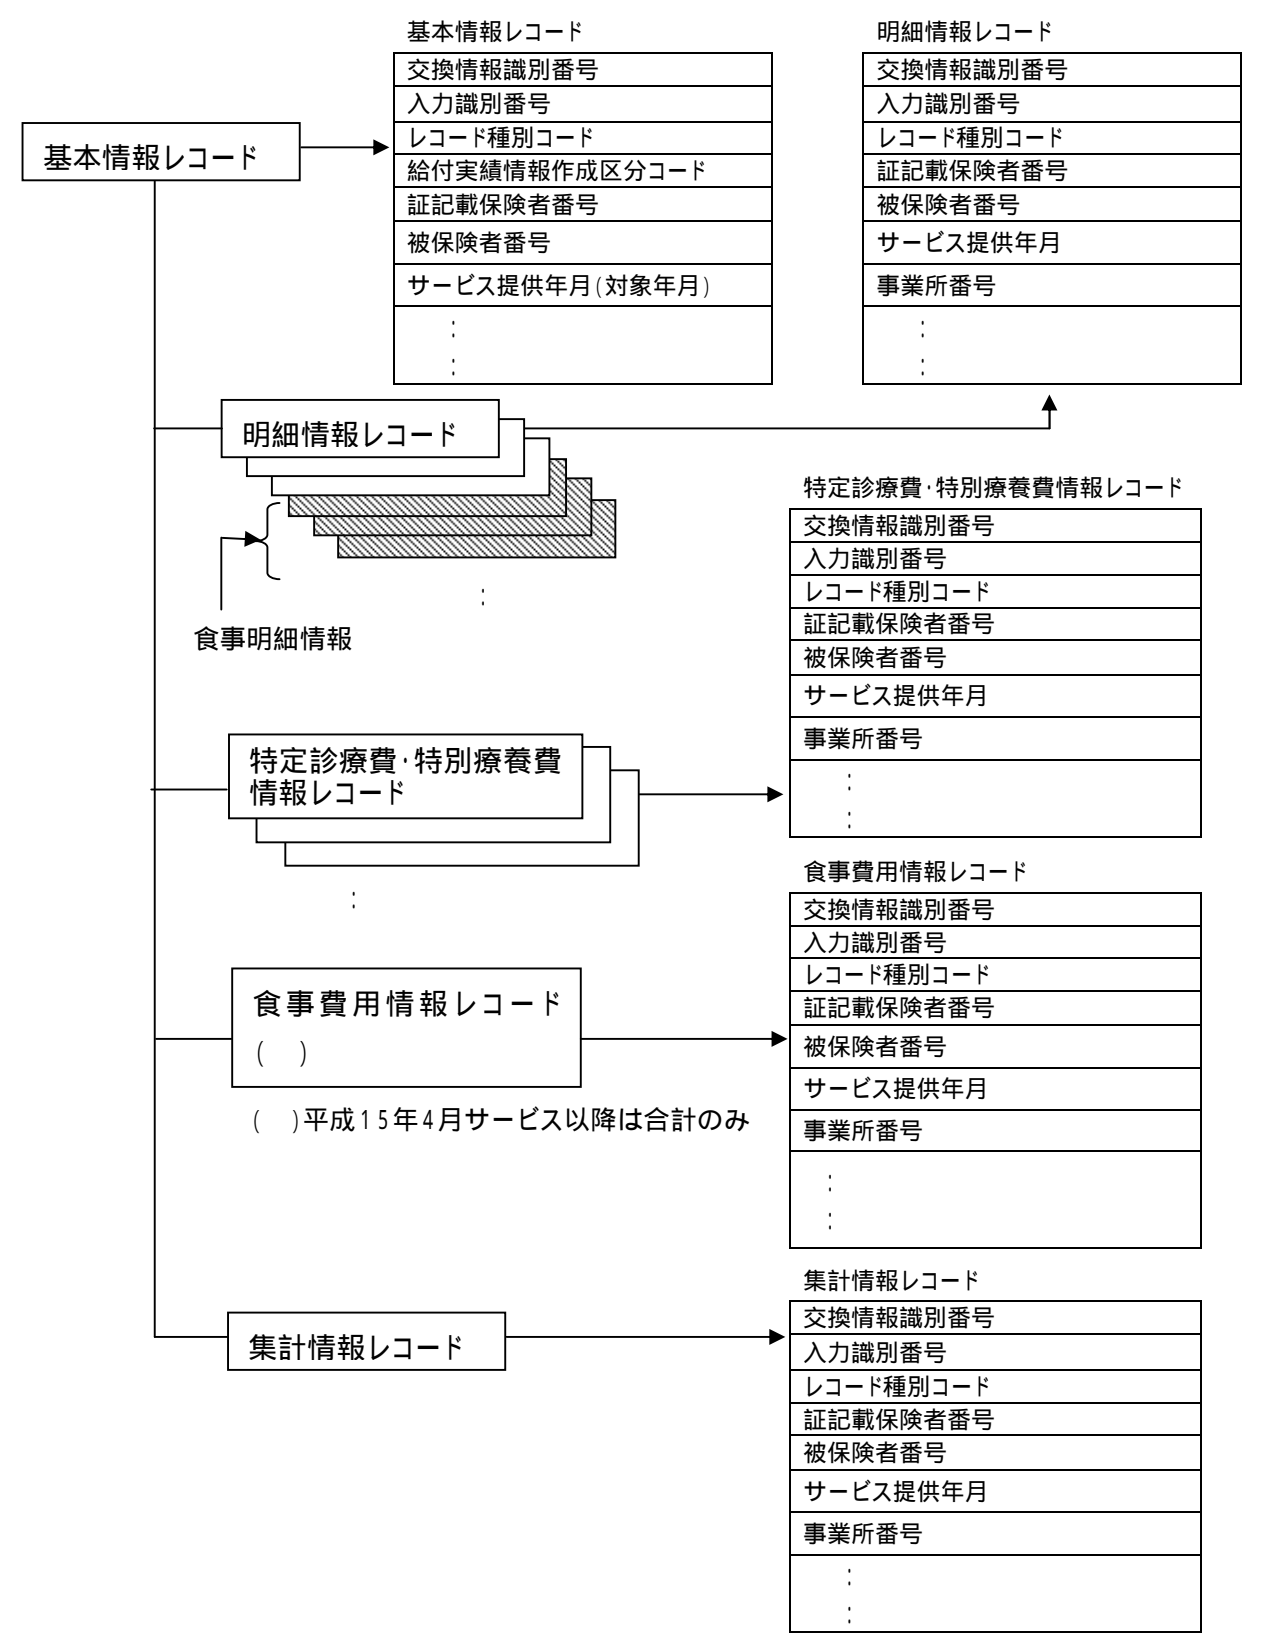 基本情報レコード
基本情報レコード
交換情報識別番号
入力識別番号
レコード種別コード
給付実績情報作成区分コード
証記載保険者番号
被保険者番号
サービス提供年月(対象年月)
:
:
明細情報レコード
交換情報識別番号
入力識別番号
レコード種別コード
証記載保険者番号
被保険者番号
サービス提供年月
事業所番号
:
:
明細情報レコード
:
食事明細情報
特定診療費・特別療養費情報レコード
交換情報識別番号
入力識別番号
レコード種別コード
証記載保険者番号
被保険者番号
サービス提供年月
事業所番号
:
:
特定診療費・特別療養費
情報レコード
:
食事費用情報レコード
交換情報識別番号
入力識別番号
レコード種別コード
証記載保険者番号
被保険者番号
サービス提供年月
事業所番号
:
:
食事費用情報レコード
(　)
(　)平成15年4月サービス以降は合計のみ
集計情報レコード
集計情報レコード
交換情報識別番号
入力識別番号
レコード種別コード
証記載保険者番号
被保険者番号
サービス提供年月
事業所番号
:
: